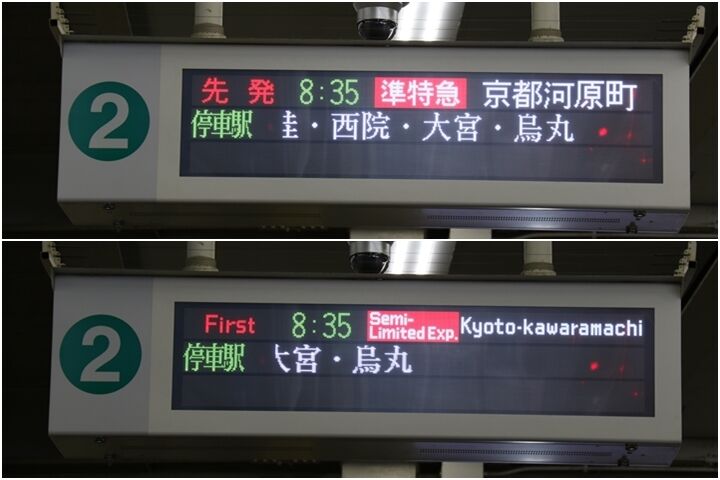 2
先発 8:35 準特急 京都河原町
停車駅 ・西院・大宮・烏丸
2
First 8:35 Semi-Limited Exp. Kyoto-kawaramachi
停車駅 大宮・烏丸